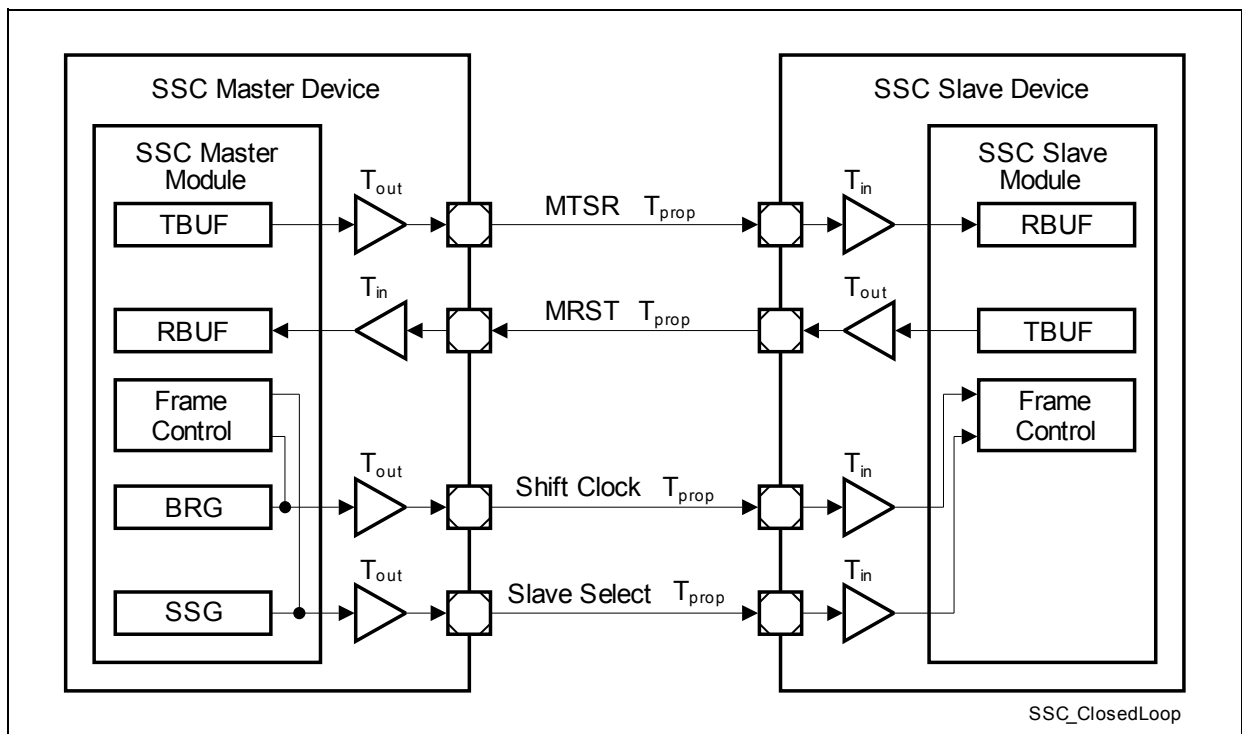 SSC Master Device
SSC Slave Device
SSC Master
Module
SSC Slave
Module
Tout
MTSR Tprop
Tin
TBUF
RBUF
Tin
MRST Tprop
Tout
RBUF
TBUF
Frame
Control
Frame
Control
Tout
Shift Clock Tprop
Tin
BRG
Tout
Slave Select Tprop
Tin
SSG
SSC_ClosedLoop